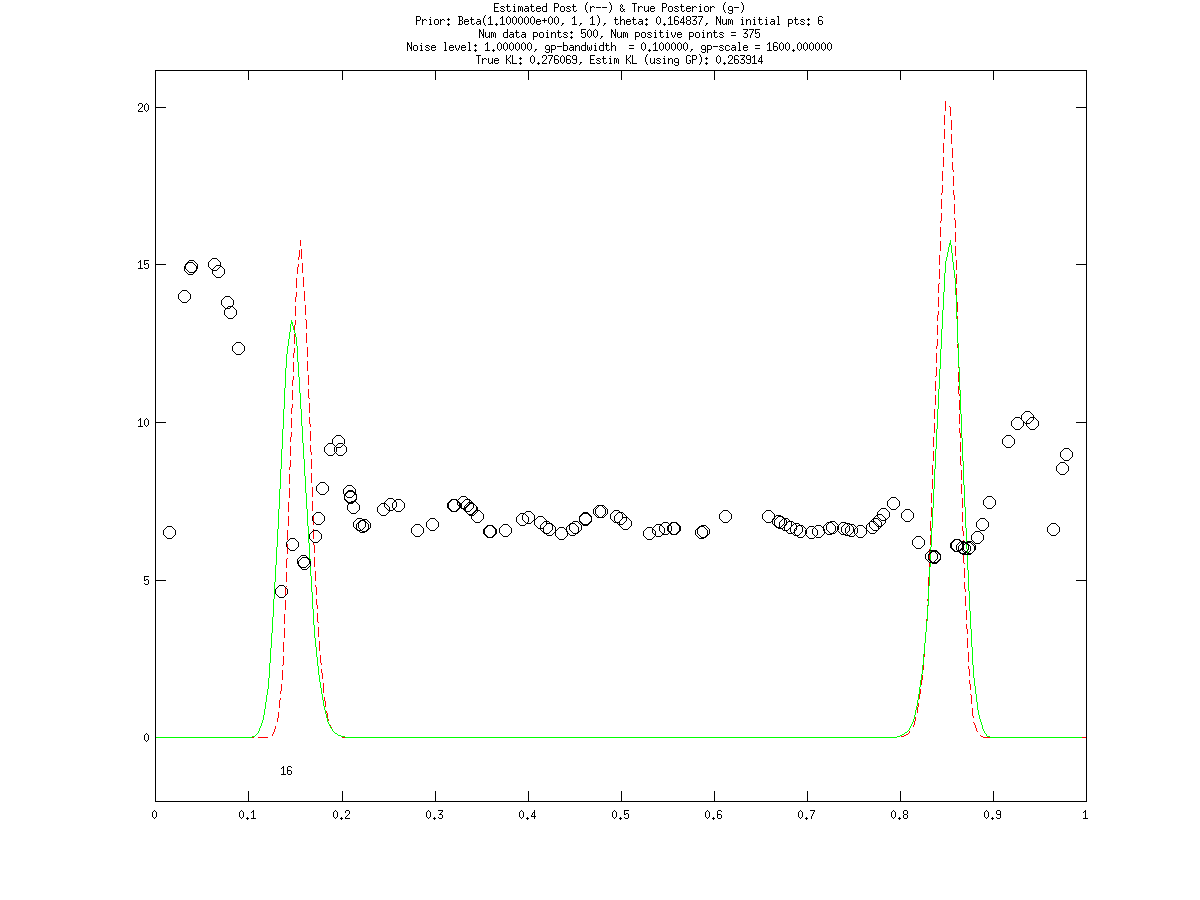 Estimated Post (r--) & True Posterior (g-)
Prior: Beta(1.100000e+00, 1, 1), theta: 0.164837, Num initial pts: 6
Num data points: 500, Num positive points = 375
Noise level: 1.000000, gp-bandwidth  = 0.100000, gp-scale = 1600.000000
True KL: 0.276069, Estim KL (using GP): 0.263914
20
15
10
5
0
16
0 0.1 0.2 0.3 0.4 0.5 0.6 0.7 0.8 0.9 1